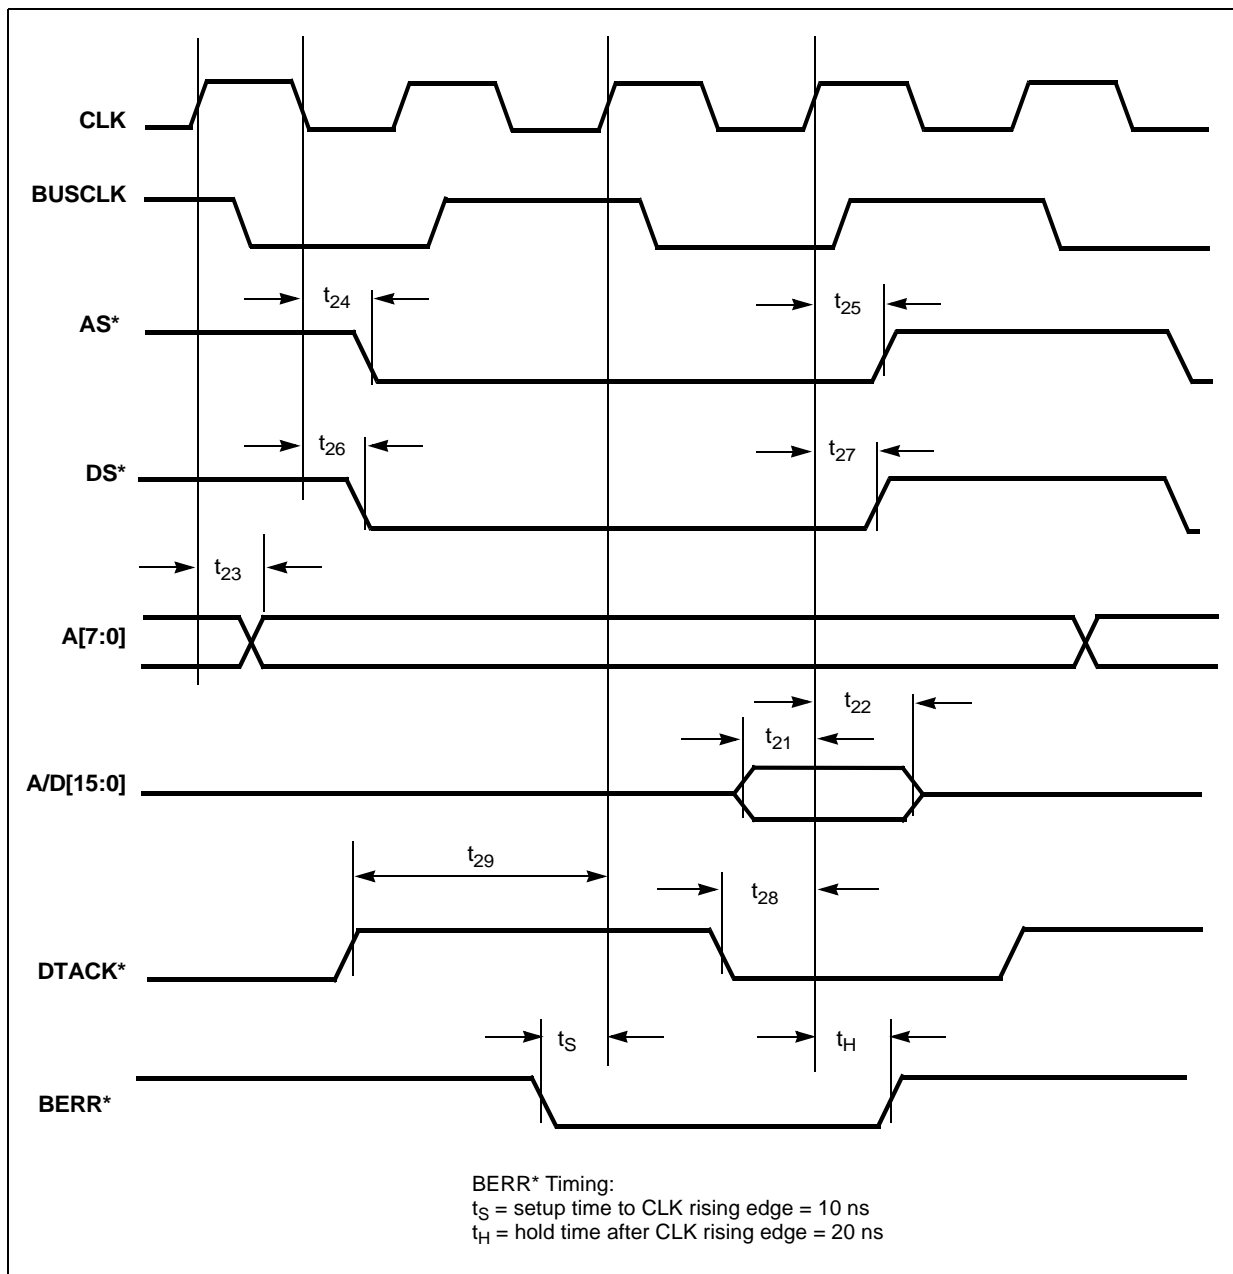 CLK
BUSCLK
t24
t25
AS*
t26
t27
DS*
t23
A[7:0]
t22
t21
A/D[15:0]
t29
t28
DTACK*
tS
tH
BERR*
BERR* Timing:
tS = setup time to CLK rising edge = 10 ns
tH = hold time after CLK rising edge = 20 ns